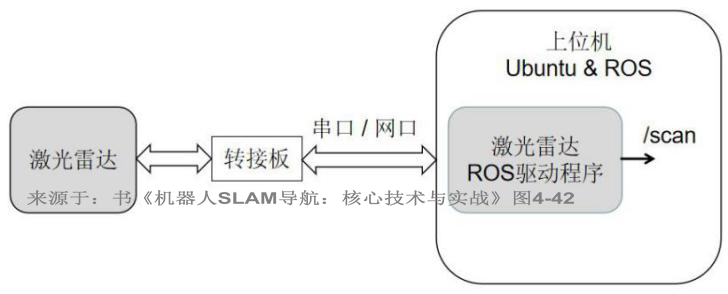 上位机
Ubuntu & ROS
串口 / 网口
激光雷达
转接板
激光雷达
ROS驱动程序
/scan
来源于：书《机器人SLAM导航：核心技术与实战》图4-42